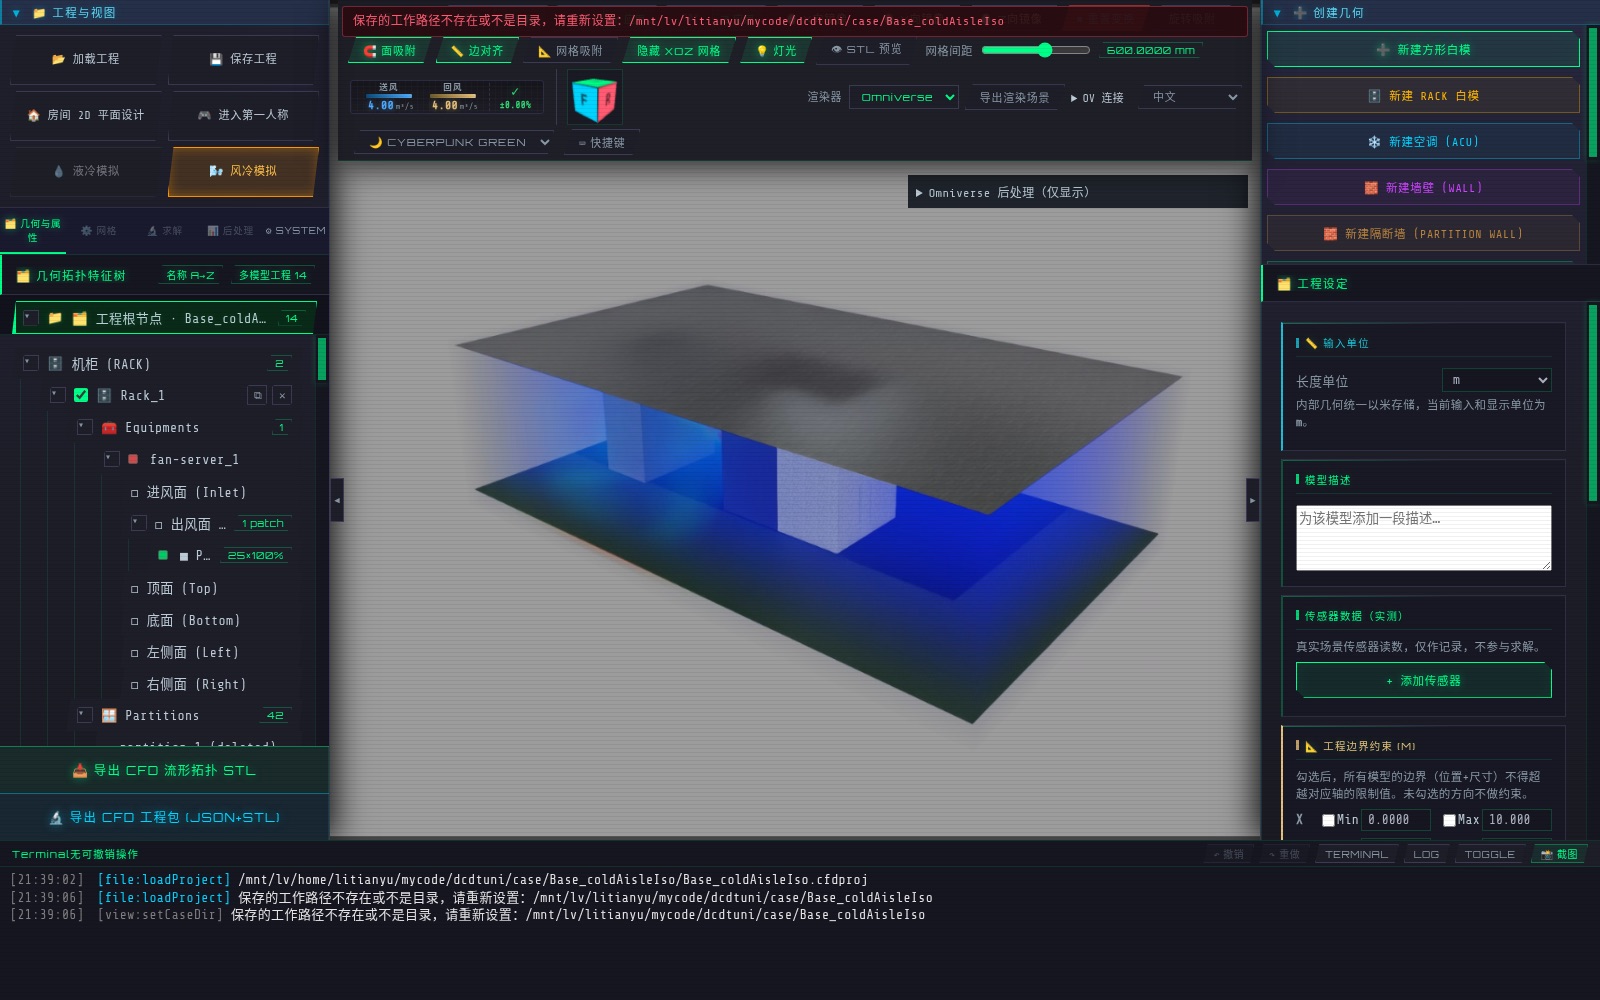 ▼ 📁 工程与视图
📂 加载工程
💾 保存工程
🏠 房间 2D 平面设计
🎮 进入第一人称
💧 液冷模拟
🌬️ 风冷模拟
🗂️ 几何与属性
⚙️ 网格
🔬 求解
📊 后处理
⚙ SYSTEM
🗂️ 几何拓扑特征树
名称 A→Z
多模型工程 14
📁 🗂️ 工程根节点 · Base_coldA… 14
🗄️ 机柜 (RACK) 2
🗄️ Rack_1
🧰 Equipments 1
fan-server_1
□ 进风面 (Inlet)
□ 出风面 … 1 patch
■ P… 25×100%
□ 顶面 (Top)
□ 底面 (Bottom)
□ 左侧面 (Left)
□ 右侧面 (Right)
🪟 Partitions 42
partition_1 (deleted)
📥 导出 CFD 流形拓扑 STL
🔬 导出 CFD 工程包 (JSON+STL)
保存的工作路径不存在或不是目录，请重新设置：/mnt/lv/litianyu/mycode/dcdtuni/case/Base_coldAisleIso
🧲 面吸附
📏 边对齐
📐 网格吸附
隐藏 XOZ 网格
💡 灯光
👁 STL 预览
网格间距
600.0000 mm
送风
4.00 m³/s
回风
4.00 m³/s
✓
±0.00%
F R
渲染器
Omniverse
导出渲染场景
▶ OV 连接
中文
🌙 CYBERPUNK GREEN
⌨ 快捷键
▶ Omniverse 后处理（仅显示）
◀
▶
▼ ➕ 创建几何
➕ 新建方形白模
🗄️ 新建 RACK 白模
❄️ 新建空调 (ACU)
🧱 新建墙壁 (WALL)
🧱 新建隔断墙 (PARTITION WALL)
🗂️ 工程设定
📏 输入单位
长度单位
m
内部几何统一以米存储，当前输入和显示单位为
m。
模型描述
为该模型添加一段描述…
传感器数据（实测）
真实场景传感器读数，仅作记录，不参与求解。
+ 添加传感器
📐 工程边界约束 (M)
勾选后，所有模型的边界（位置+尺寸）不得超
越对应轴的限制值。未勾选的方向不做约束。
X Min 0.0000 Max 10.000
Terminal无可撤销操作
↶ 撤销
↷ 重做
TERMINAL
LOG
TOGGLE
📸 截图
[21:39:02] [file:loadProject] /mnt/lv/home/litianyu/mycode/dcdtuni/case/Base_coldAisleIso/Base_coldAisleIso.cfdproj
[21:39:06] [file:loadProject] 保存的工作路径不存在或不是目录，请重新设置：/mnt/lv/litianyu/mycode/dcdtuni/case/Base_coldAisleIso
[21:39:06] [view:setCaseDir] 保存的工作路径不存在或不是目录，请重新设置：/mnt/lv/litianyu/mycode/dcdtuni/case/Base_coldAisleIso